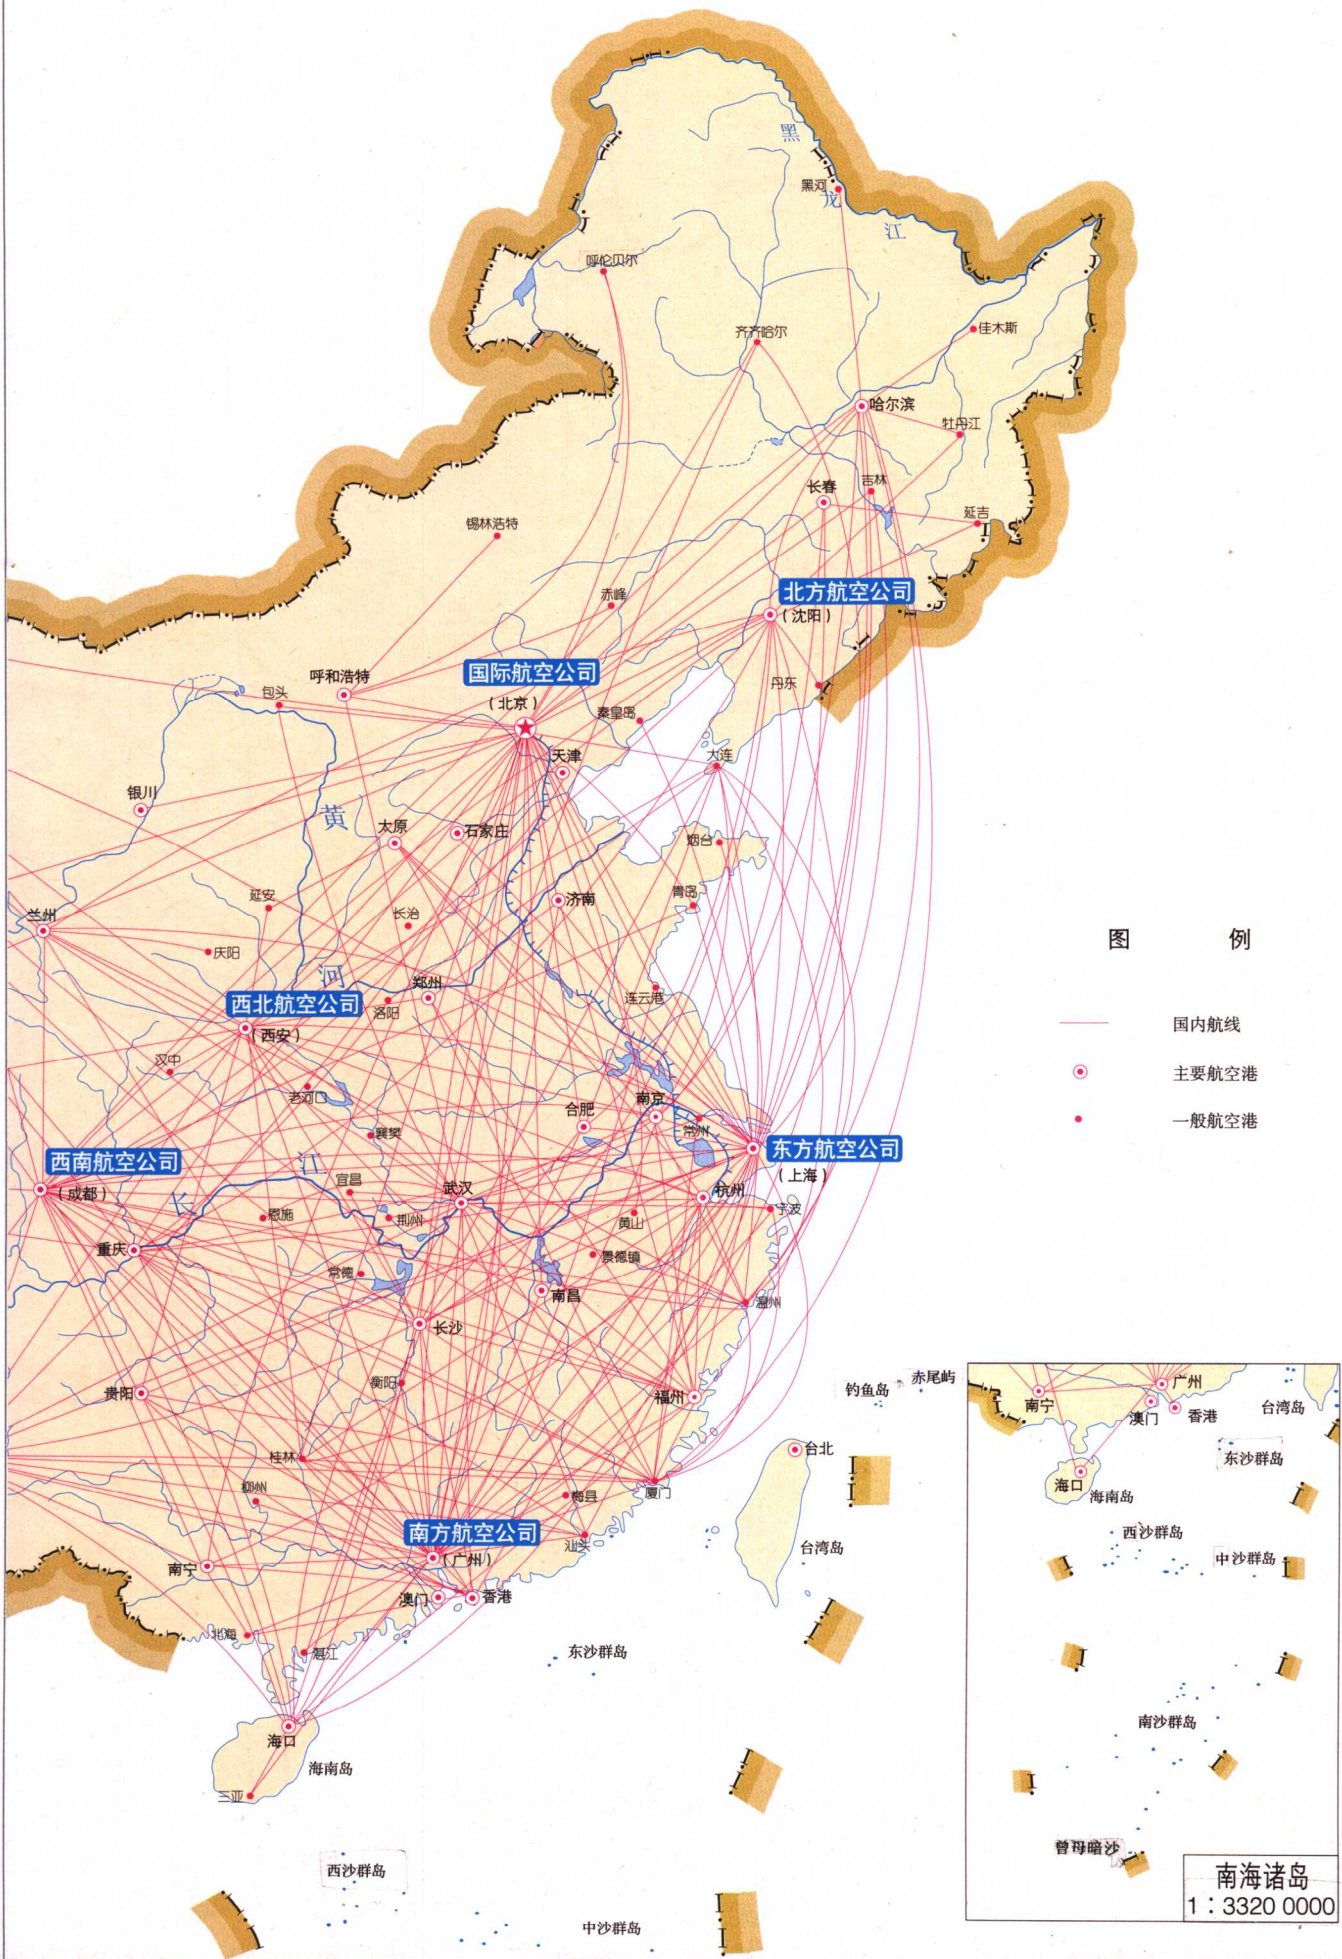 黑
黑河
龙
江
呼伦贝尔
齐齐哈尔
佳木斯
哈尔滨
牡丹江
长春
吉林
延吉
锡林浩特
赤峰
北方航空公司
(沈阳)
国际航空公司
(北京)
呼和浩特
包头
丹东
秦皇岛
天津
大连
银川
黄
太原
石家庄
烟台
延安
长治
济南
青岛
兰州
庆阳
河
郑州
连云港
洛阳
西北航空公司
(西安)
汉中
老河口
襄樊
合肥
南京
常州
东方航空公司
(上海)
西南航空公司
(成都)
长
江
宜昌
武汉
杭州
宁波
恩施
荆州
黄山
重庆
景德镇
常德
南昌
温州
长沙
贵阳
衡阳
福州
钓鱼岛
赤尾屿
桂林
台北
柳州
梅县
厦门
南方航空公司
(广州)
汕头
台湾岛
南宁
澳门
香港
北海
湛江
东沙群岛
海口
海南岛
三亚
西沙群岛
中沙群岛
图 例
国内航线
主要航空港
一般航空港
南宁
广州
澳门
香港
台湾岛
东沙群岛
海口
海南岛
西沙群岛
中沙群岛
南沙群岛
曾母暗沙
南海诸岛
1：3320 0000